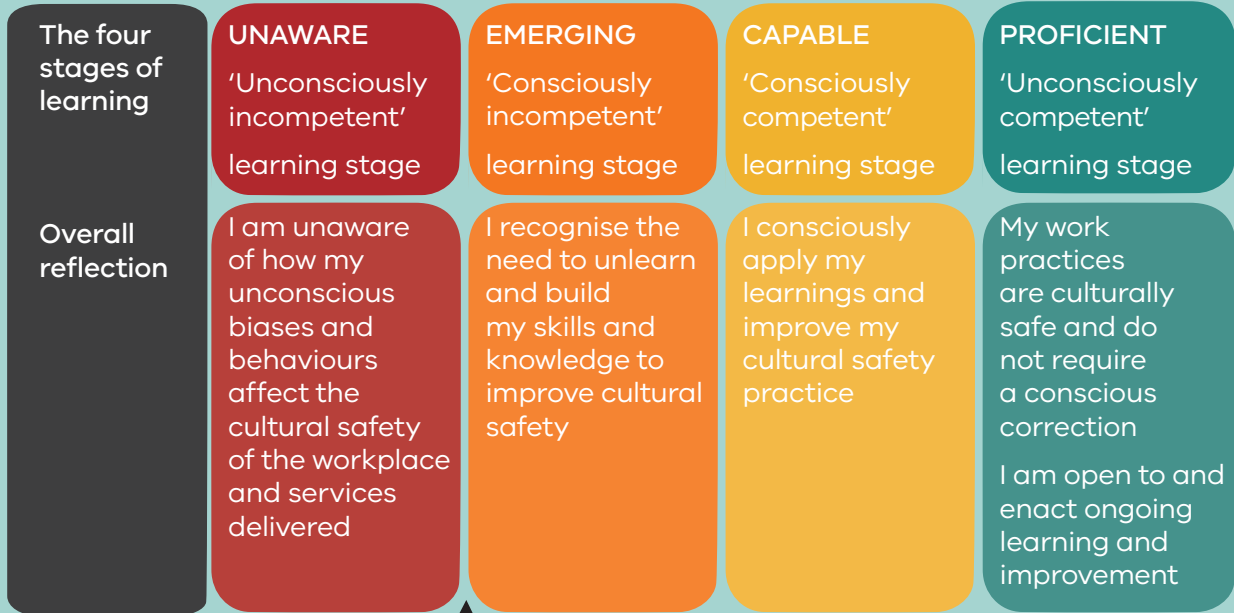 The four
stages of
learning
UNAWARE
‘Unconsciously
incompetent’
learning stage
EMERGING
‘Consciously
incompetent’
learning stage
CAPABLE
‘Consciously
competent’
learning stage
PROFICIENT
‘Unconsciously
competent’
learning stage
Overall
reflection
I am unaware
of how my
unconscious
biases and
behaviours
affect the
cultural safety
of the workplace
and services
delivered
I recognise the
need to unlearn
and build
my skills and
knowledge to
improve cultural
safety
I consciously
apply my
learnings and
improve my
cultural safety
practice
My work
practices
are culturally
safe and do
not require
a conscious
correction
I am open to and
enact ongoing
learning and
improvement